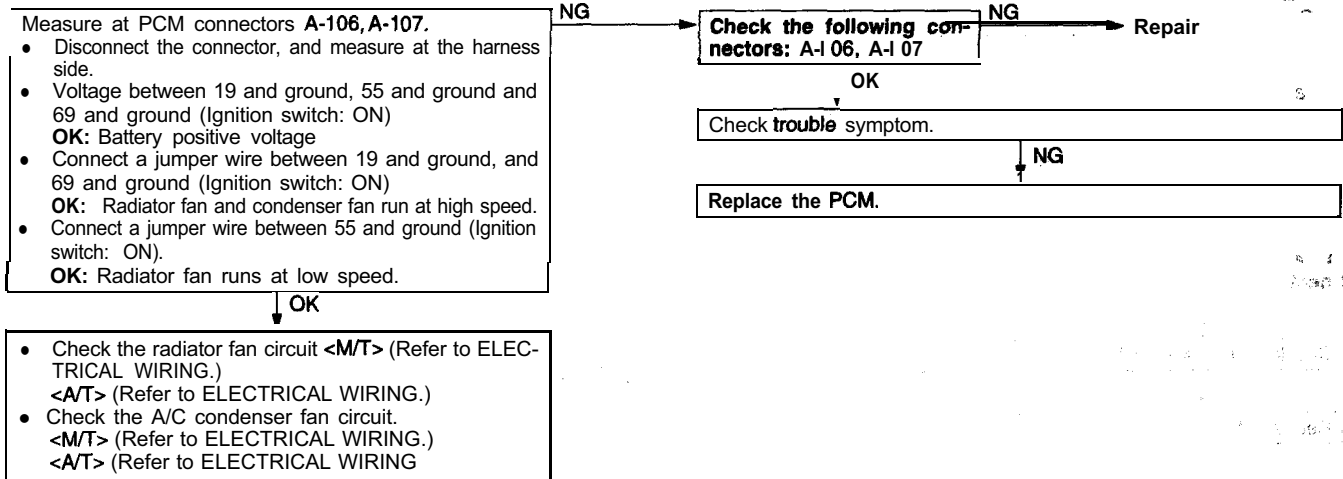 Measure at PCM connectors A-106, A-107.
• Disconnect the connector, and measure at the harness
side.
• Voltage between 19 and ground, 55 and ground and
69 and ground (Ignition switch: ON)
OK: Battery positive voltage
• Connect a jumper wire between 19 and ground, and
69 and ground (Ignition switch: ON)
OK: Radiator fan and condenser fan run at high speed.
• Connect a jumper wire between 55 and ground (Ignition
switch: ON).
OK: Radiator fan runs at low speed.
OK
• Check the radiator fan circuit <M/T> (Refer to ELEC-
TRICAL WIRING.)
<A/T> (Refer to ELECTRICAL WIRING.)
• Check the A/C condenser fan circuit.
<M/T> (Refer to ELECTRICAL WIRING.)
<A/T> (Refer to ELECTRICAL WIRING
NG
Check the following con-
nectors: A-I 06, A-I 07
NG
Repair
OK
Check trouble symptom.
NG
Replace the PCM.